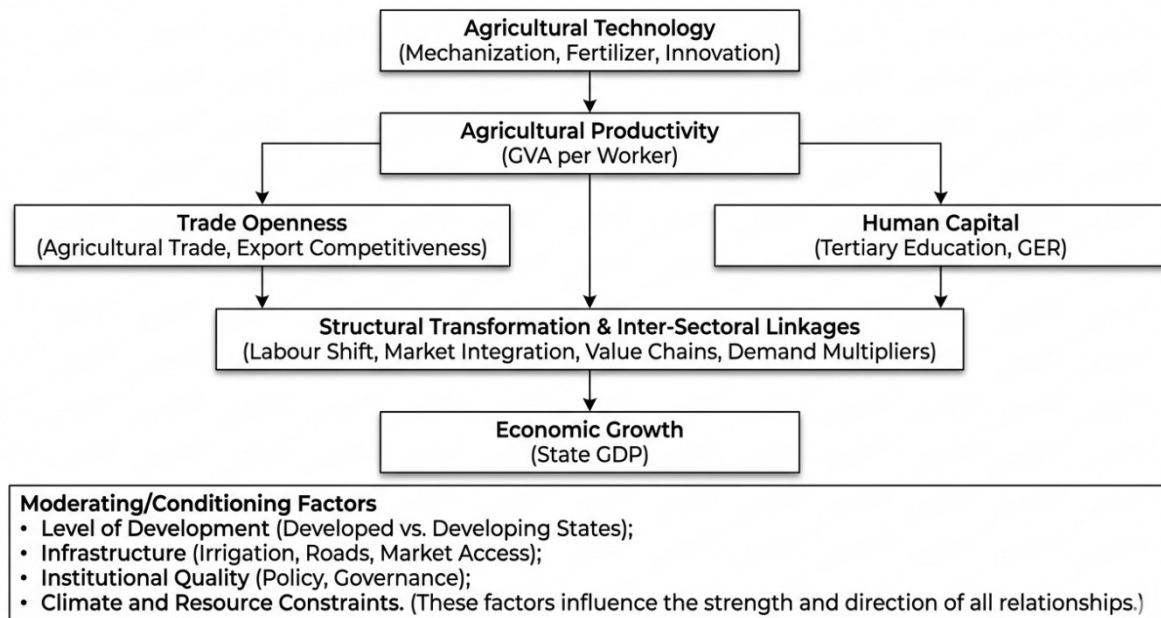 Agricultural Technology
(Mechanization, Fertilizer, Innovation)
Agricultural Productivity
(GVA per Worker)
Trade Openness
(Agricultural Trade, Export Competitiveness)
Human Capital
(Tertiary Education, GER)
Structural Transformation & Inter-Sectoral Linkages
(Labour Shift, Market Integration, Value Chains, Demand Multipliers)
Economic Growth
(State GDP)
Moderating/Conditioning Factors
• Level of Development (Developed vs. Developing States);
• Infrastructure (Irrigation, Roads, Market Access);
• Institutional Quality (Policy, Governance);
• Climate and Resource Constraints. (These factors influence the strength and direction of all relationships.)